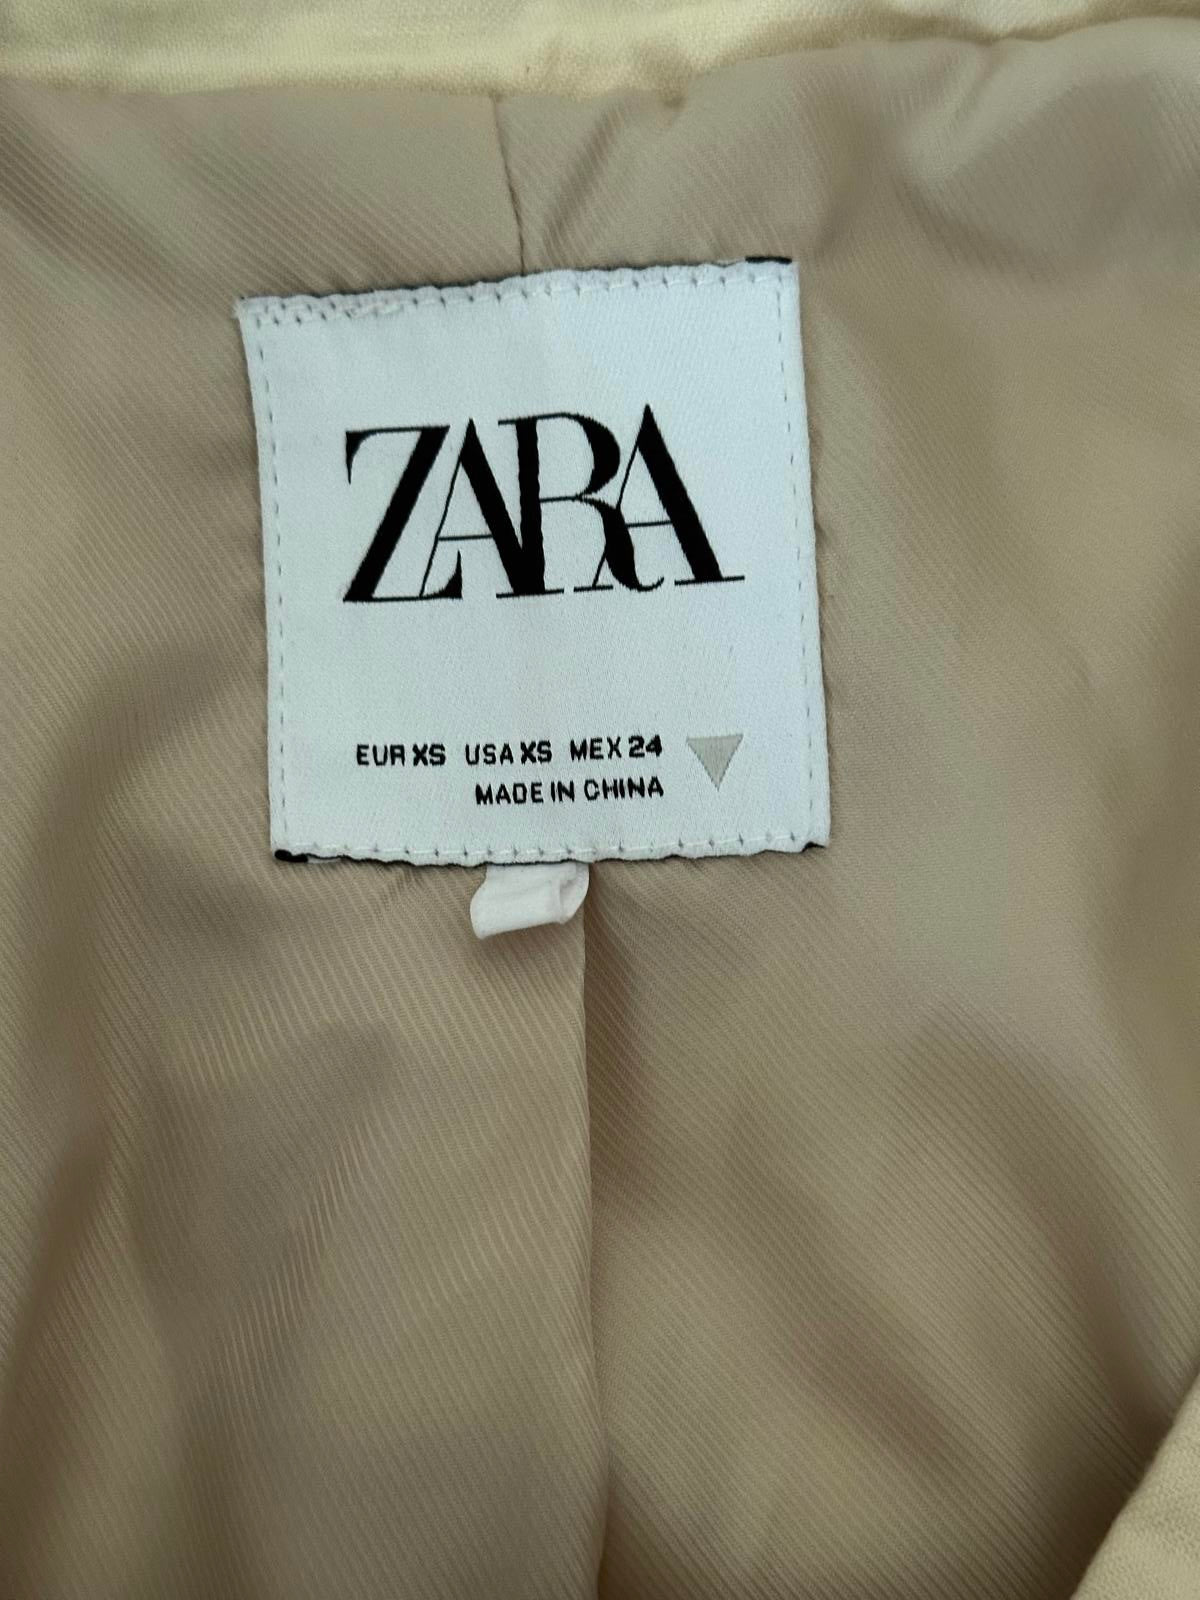 ZARA
EUR XS USA XS MEX 24
MADE IN CHINA